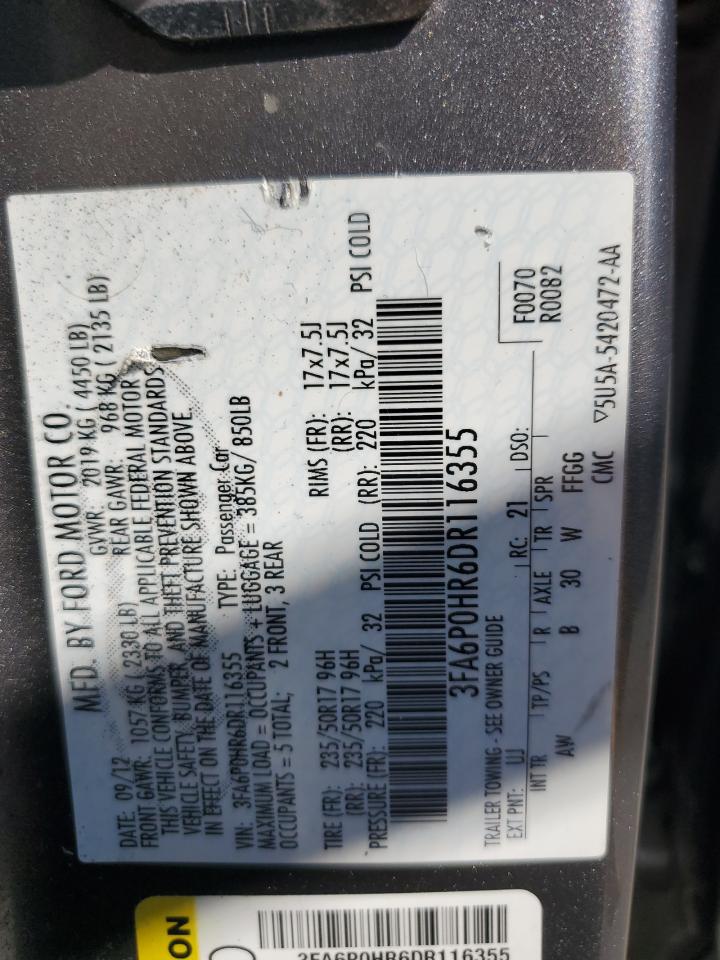 MFD. BY FORD MOTOR CO.
DATE: 09/12 GVWR: 2019 KG ( 4450 LB)
FRONT GAWR: 1057 KG ( 2330 LB) REAR GAWR: 968 KG ( 2135 LB)
THIS VEHICLE CONFORMS TO ALL APPLICABLE FEDERAL MOTOR
VEHICLE SAFETY, BUMPER, AND THEFT PREVENTION STANDARDS
IN EFFECT ON THE DATE OF MANUFACTURE SHOWN ABOVE.
VIN: 3FA6P0HR6DR116355 TYPE: Passenger Car
MAXIMUM LOAD = OCCUPANTS + LUGGAGE = 385KG/ 850LB
OCCUPANTS = 5 TOTAL; 2 FRONT, 3 REAR
TIRE (FR): 235/50R17 96H RIMS (FR): 17x7.5J
(RR): 235/50R17 96H (RR): 17x7.5J
PRESSURE (FR): 220 kPa/ 32 PSI COLD (RR): 220 kPa/ 32 PSI COLD
3FA6P0HR6DR116355
TRAILER TOWING - SEE OWNER GUIDE
F0070
EXT PNT: UJ RC: 21 DSO: R0082
INT TR TP/PS R AXLE TR SPR
AW B 30 W FFGG
CMC ▽5U5A-5420472-AA
ON
3FA6P0HR6DR116355